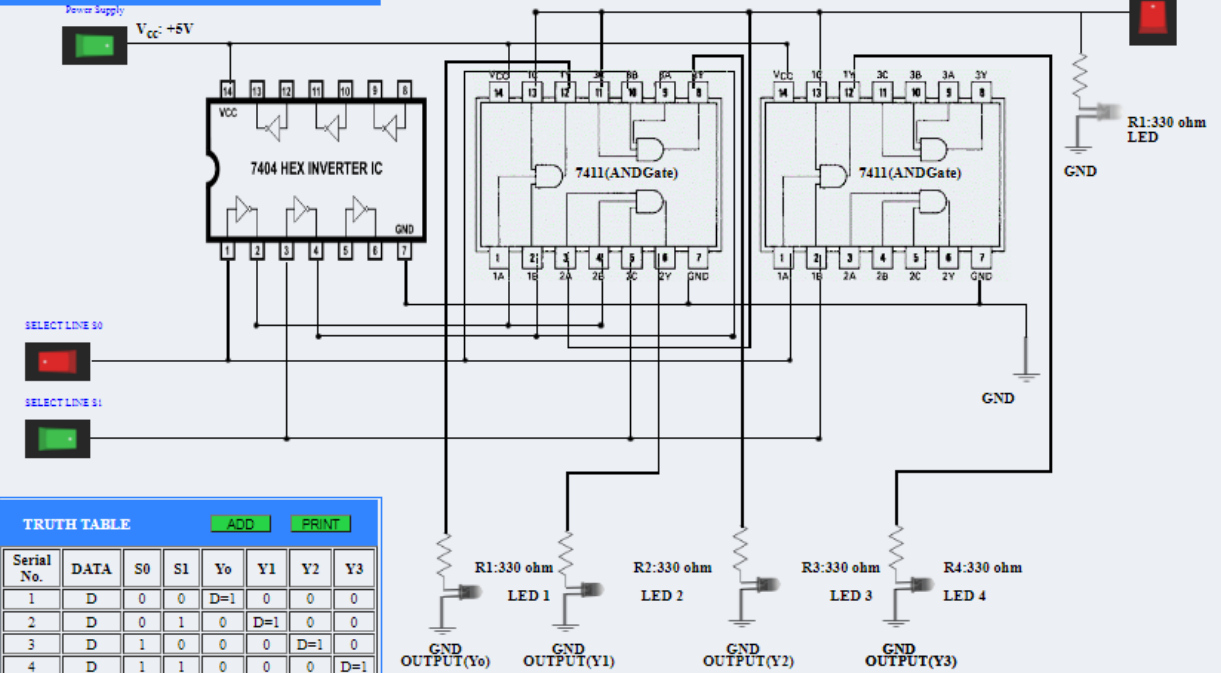 Power Supply
Vcc: +5V
14 13 12 11 10 9 8
VCC
7404 HEX INVERTER IC
GND
1 2 3 4 5 6 7
VCC 1C 1Y 3C 3B 3A 3Y
14 13 12 11 10 9 8
7411(ANDGate)
1 2 3 4 5 6 7
1A 1B 2A 2B 2C 2Y GND
VCC 1C 1Y 3C 3B 3A 3Y
14 13 12 11 10 9 8
7411(ANDGate)
1 2 3 4 5 6 7
1A 1B 2A 2B 2C 2Y GND
R1:330 ohm
LED
GND
SELECT LINE S0
SELECT LINE S1
GND
TRUTH TABLE ADD PRINT
Serial No. DATA S0 S1 Yo Y1 Y2 Y3
1 D 0 0 D=1 0 0 0
2 D 0 1 0 D=1 0 0
3 D 1 0 0 0 D=1 0
4 D 1 1 0 0 0 D=1
R1:330 ohm
LED 1
GND
OUTPUT(Yo)
R2:330 ohm
LED 2
GND
OUTPUT(Y1)
R3:330 ohm
LED 3
GND
OUTPUT(Y2)
R4:330 ohm
LED 4
GND
OUTPUT(Y3)